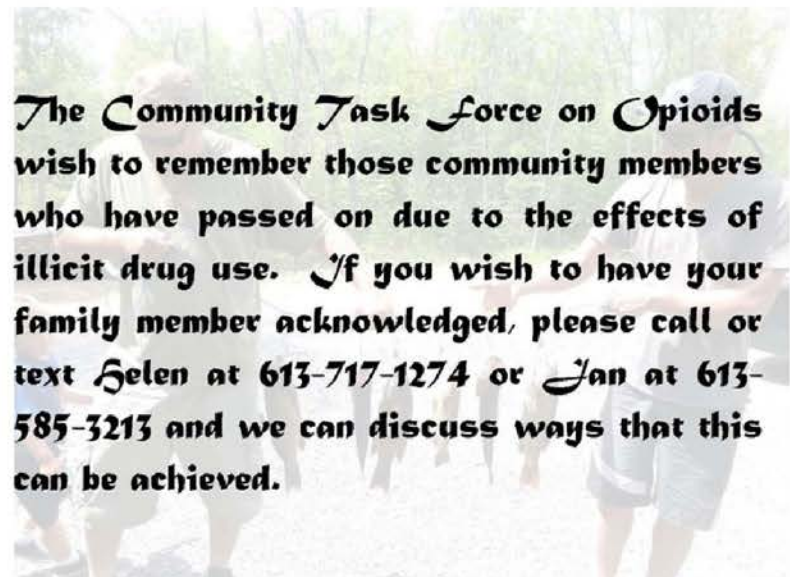 The Community Task Force on Opioids
wish to remember those community members
who have passed on due to the effects of
illicit drug use.  If you wish to have your
family member acknowledged, please call or
text Helen at 613-717-1274 or Jan at 613-
585-3213 and we can discuss ways that this
can be achieved.